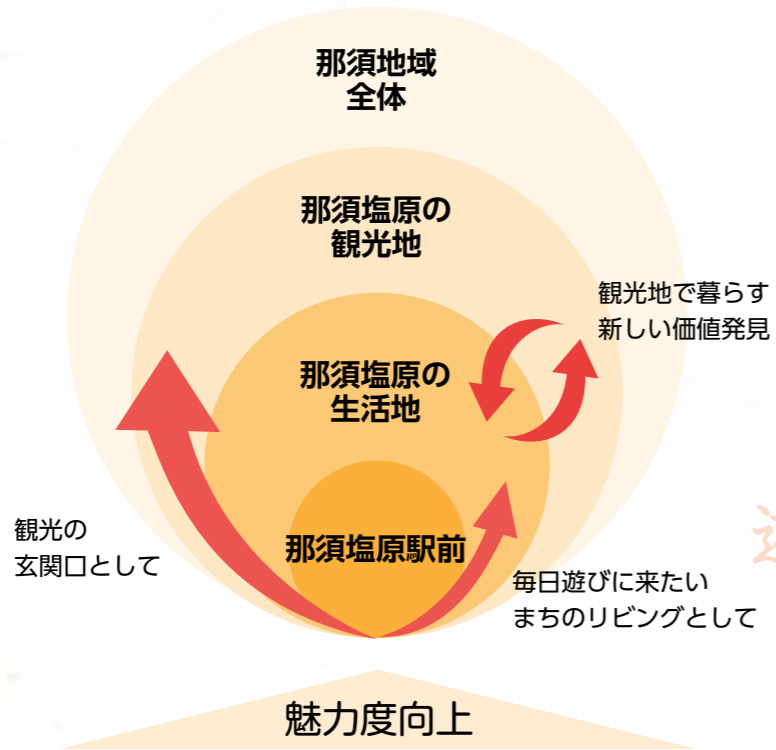 那須地域
全体
那須塩原の
観光地
観光地で暮らす
新しい価値発見
那須塩原の
生活地
観光の
玄関口として
那須塩原駅前
毎日遊びに来たい
まちのリビングとして
魅力度向上